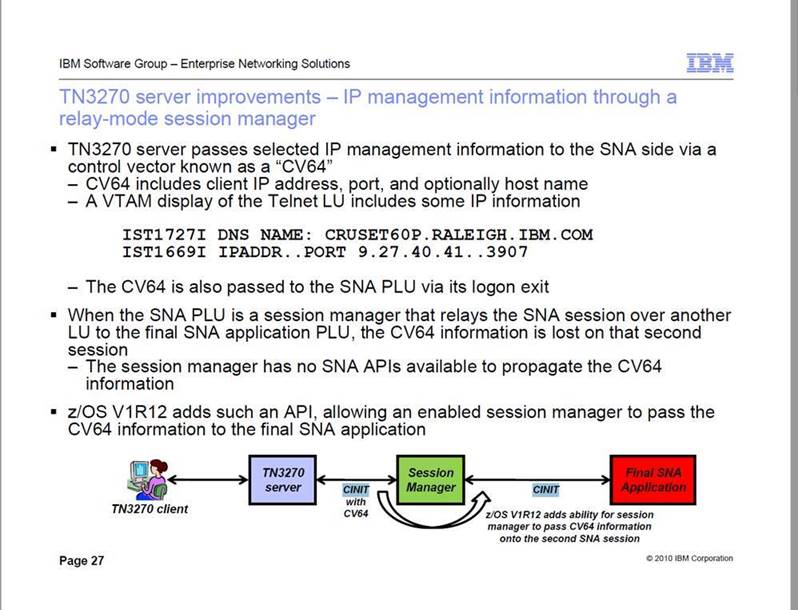 IBM Software Group – Enterprise Networking Solutions
IBM
TN3270 server improvements – IP management information through a
relay-mode session manager
▪ TN3270 server passes selected IP management information to the SNA side via a
control vector known as a “CV64”
– CV64 includes client IP address, port, and optionally host name
– A VTAM display of the Telnet LU includes some IP information
IST1727I DNS NAME: CRUSET60P.RALEIGH.IBM.COM
IST1669I IPADDR..PORT 9.27.40.41..3907
– The CV64 is also passed to the SNA PLU via its logon exit
▪ When the SNA PLU is a session manager that relays the SNA session over another
LU to the final SNA application PLU, the CV64 information is lost on that second
session
– The session manager has no SNA APIs available to propagate the CV64
information
▪ z/OS V1R12 adds such an API, allowing an enabled session manager to pass the
CV64 information to the final SNA application
TN3270 client
TN3270
server
CINIT
with
CV64
Session
Manager
CINIT
Final SNA
Application
z/OS V1R12 adds ability for session
manager to pass CV64 information
onto the second SNA session
Page 27
© 2010 IBM Corporation